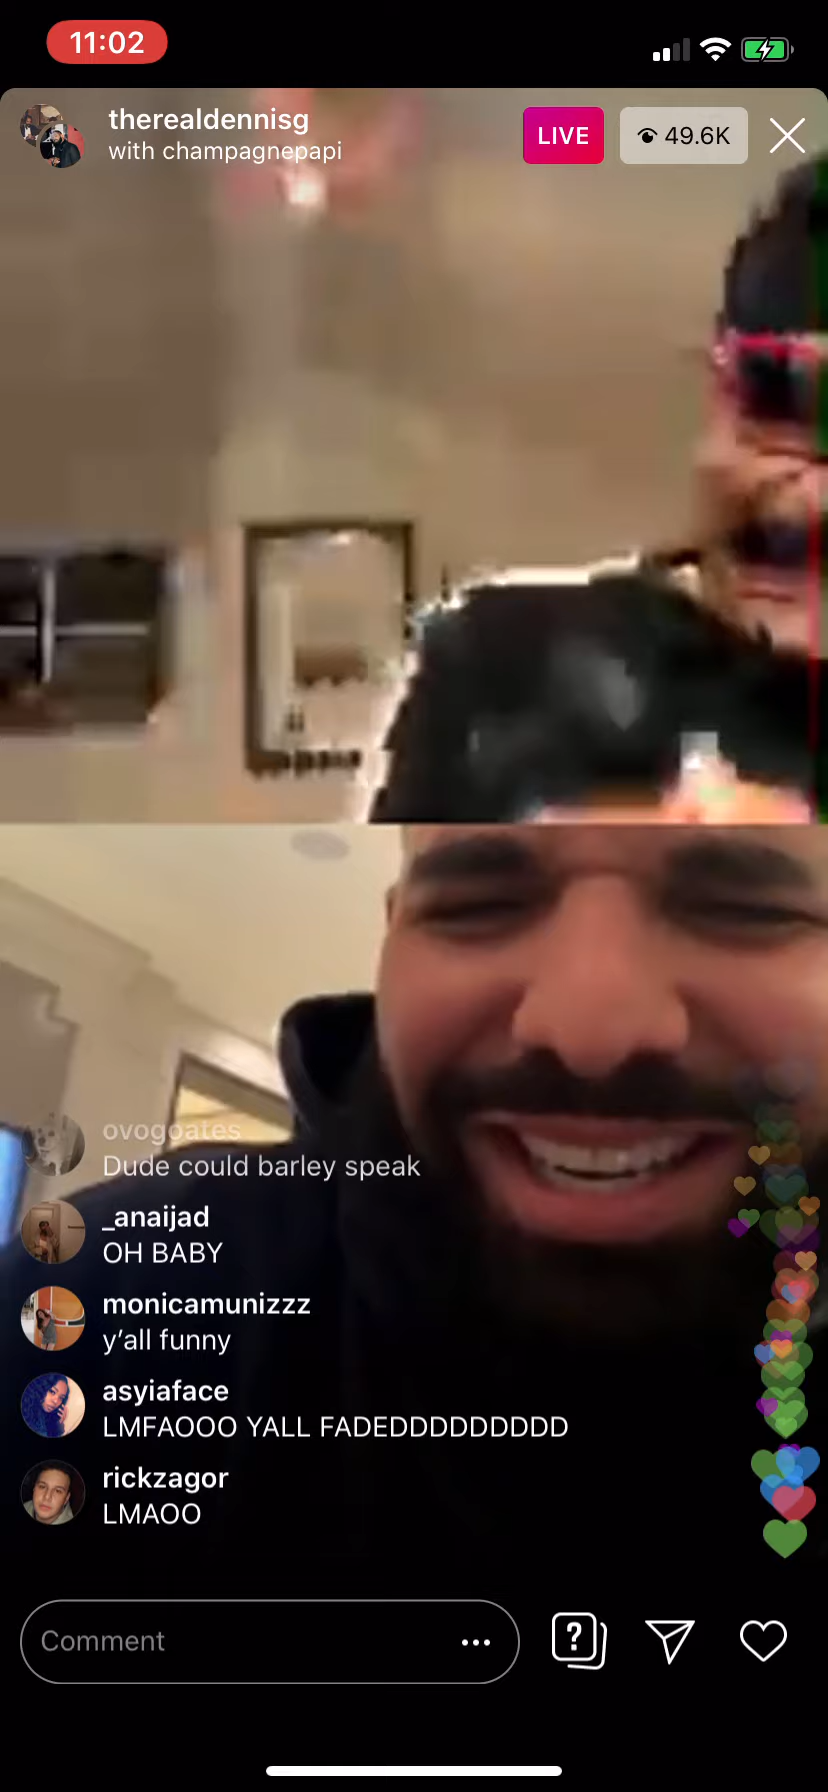 11:02
therealdennisg
with champagnepapi
LIVE
49.6K
ovogoates
Dude could barley speak
_anaijad
OH BABY
monicamunizzz
y'all funny
asyiaface
LMFAOOO YALL FADEDDDDDDDDD
rickzagor
LMAOO
Comment